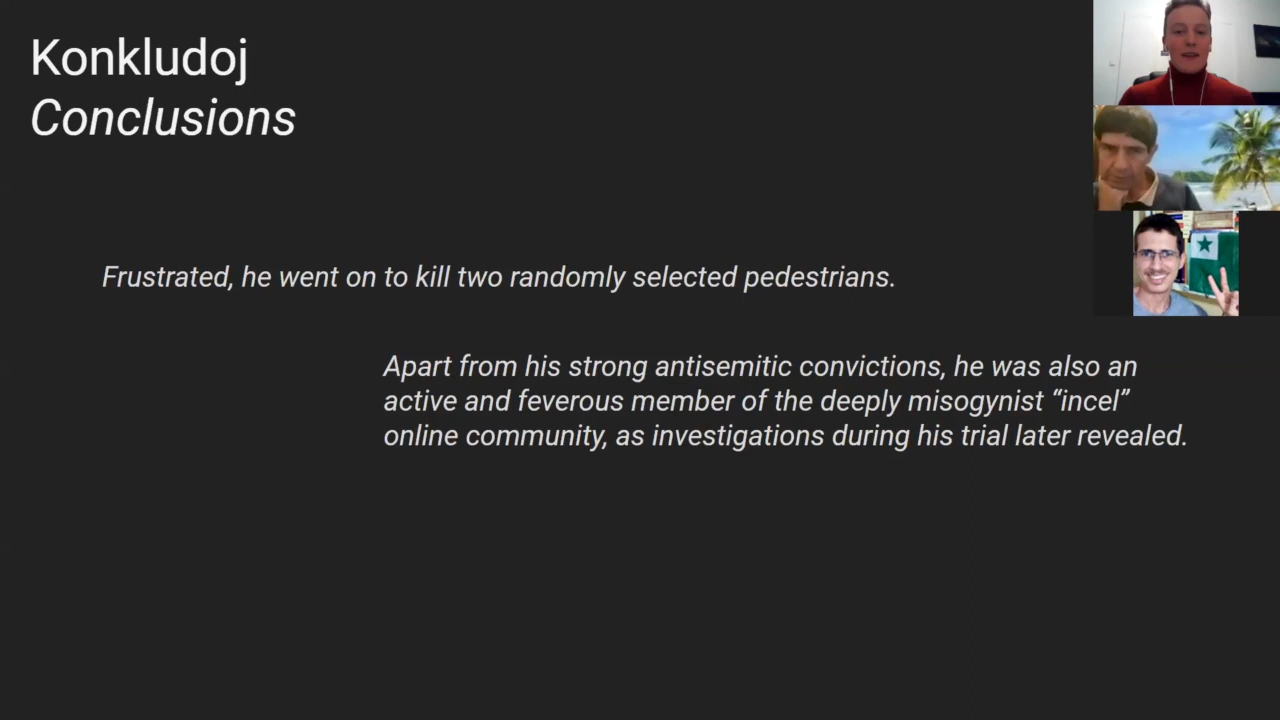 Konkludoj
Conclusions
Frustrated, he went on to kill two randomly selected pedestrians.
Apart from his strong antisemitic convictions, he was also an
active and feverous member of the deeply misogynist “incel”
online community, as investigations during his trial later revealed.